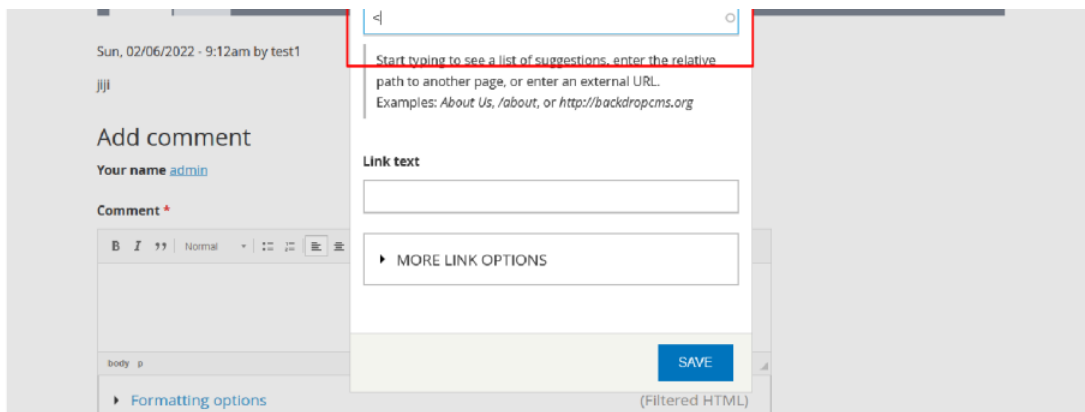 <
Sun, 02/06/2022 - 9:12am by test1
jiji
Start typing to see a list of suggestions, enter the relative
path to another page, or enter an external URL.
Examples: About Us, /about, or http://backdropcms.org
Add comment
Your name admin
Comment *
B I ,, Normal
body p
Formatting options
(Filtered HTML)
Link text
MORE LINK OPTIONS
SAVE